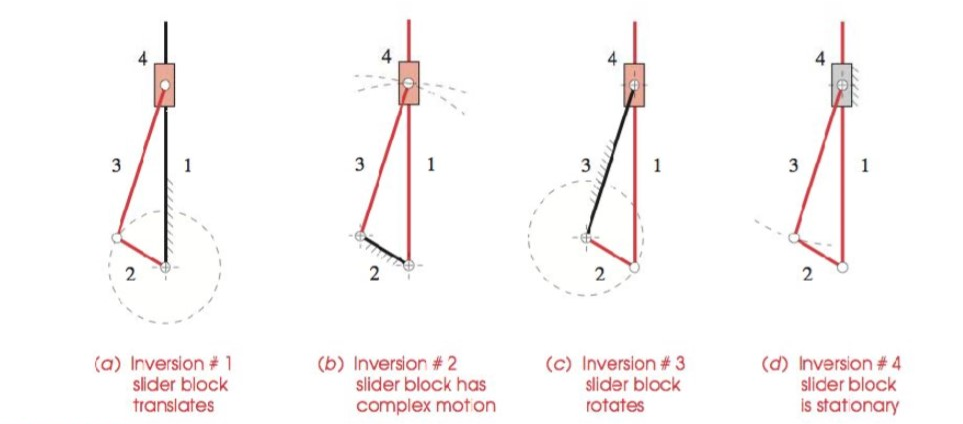 4
4
4
4
3
1
3
1
3
1
3
1
2
2
2
2
(a) Inversion # 1
slider block
translates
(b) Inversion # 2
slider block has
complex motion
(c) Inversion # 3
slider block
rotates
(d) Inversion # 4
slider block
is stationary